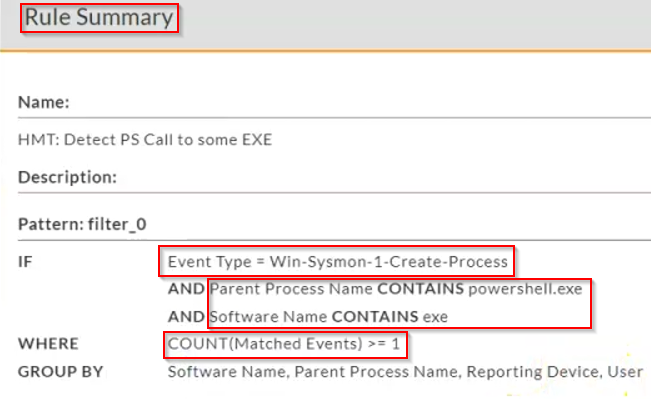 Rule Summary
Name:
HMT: Detect PS Call to some EXE
Description:
Pattern: filter_0
IF Event Type = Win-Sysmon-1-Create-Process
AND Parent Process Name CONTAINS powershell.exe
AND Software Name CONTAINS exe
WHERE COUNT(Matched Events) >= 1
GROUP BY Software Name, Parent Process Name, Reporting Device, User